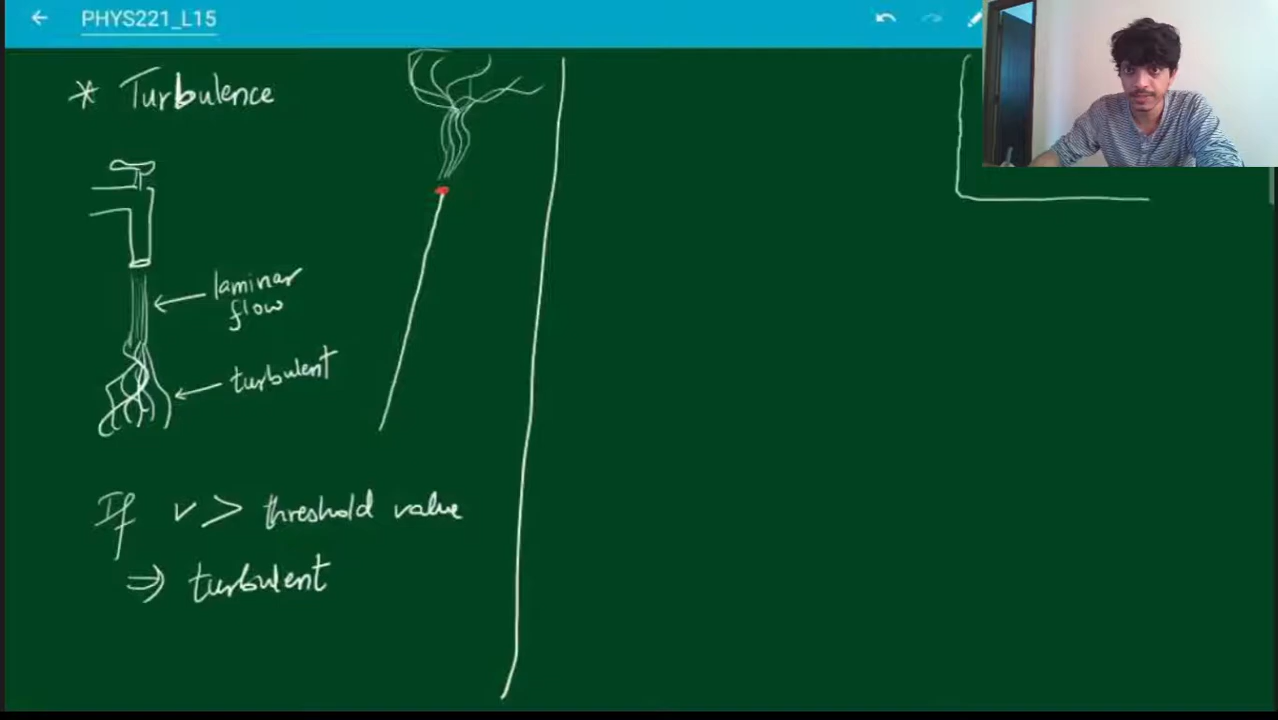 PHYS221_L15
* Turbulence
laminar
flow
turbulent
If v > threshold value
⇒ turbulent